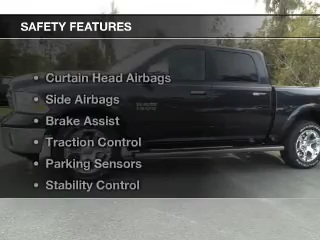 SAFETY FEATURES
• Curtain Head Airbags
• Side Airbags
• Brake Assist
• Traction Control
• Parking Sensors
• Stability Control